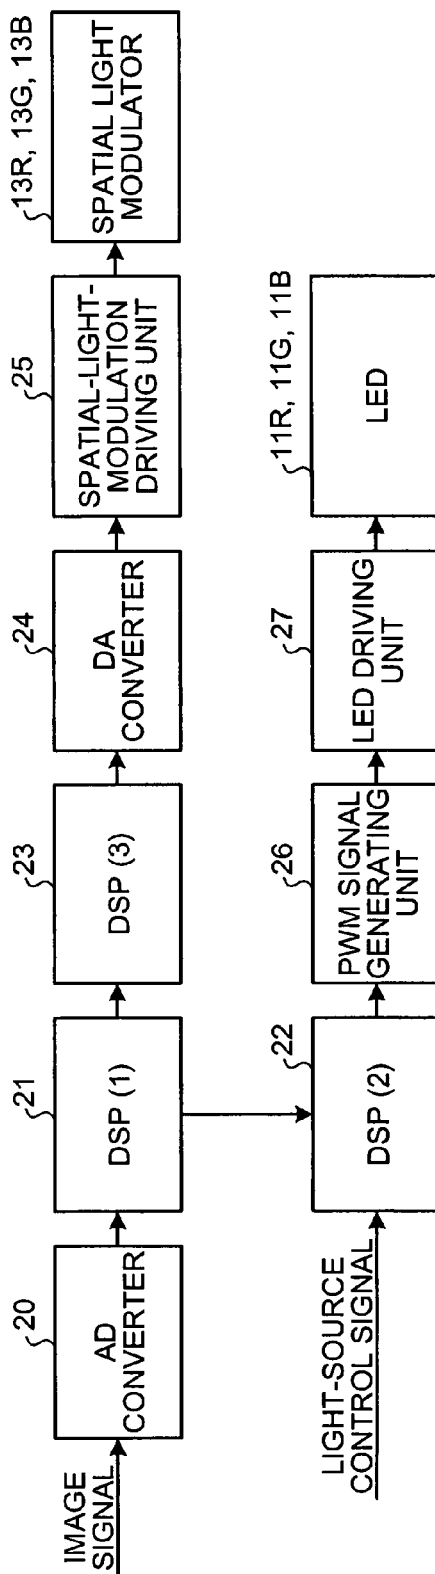 IMAGE
SIGNAL
20
AD
CONVERTER
21
DSP (1)
23
DSP (3)
24
DA
CONVERTER
25
SPATIAL-LIGHT-
MODULATION
DRIVING UNIT
13R, 13G, 13B
SPATIAL LIGHT
MODULATOR
LIGHT-SOURCE
CONTROL SIGNAL
22
DSP (2)
26
PWM SIGNAL
GENERATING
UNIT
27
LED DRIVING
UNIT
11R, 11G, 11B
LED